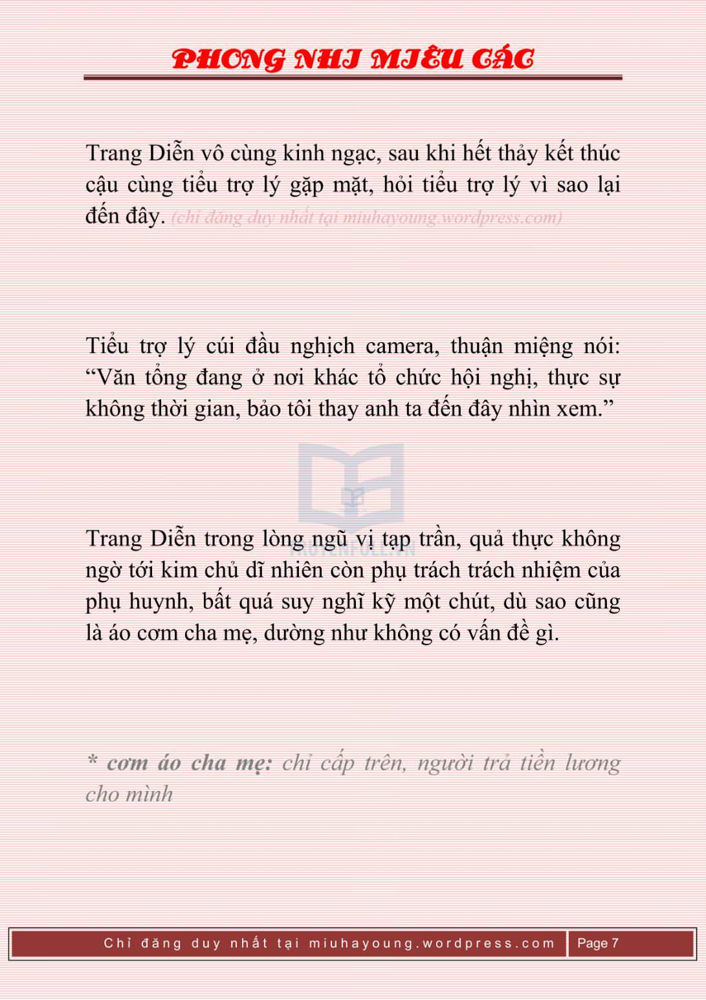 PHONG NHI MIÊU CÁC
Trang Diễn vô cùng kinh ngạc, sau khi hết thảy kết thúc
cậu cùng tiểu trợ lý gặp mặt, hỏi tiểu trợ lý vì sao lại
đến đây. (chỉ đăng duy nhất tại miuhayoung.wordpress.com)
Tiểu trợ lý cúi đầu nghịch camera, thuận miệng nói:
“Văn tổng đang ở nơi khác tổ chức hội nghị, thực sự
không thời gian, bảo tôi thay anh ta đến đây nhìn xem.”
TRUYENFULL.VN
Trang Diễn trong lòng ngũ vị tạp trần, quả thực không
ngờ tới kim chủ dĩ nhiên còn phụ trách trách nhiệm của
phụ huynh, bất quá suy nghĩ kỹ một chút, dù sao cũng
là áo cơm cha mẹ, dường như không có vấn đề gì.
* cơm áo cha mẹ: chỉ cấp trên, người trả tiền lương
cho mình
Chỉ đăng duy nhất tại miuhayoung.wordpress.com Page 7